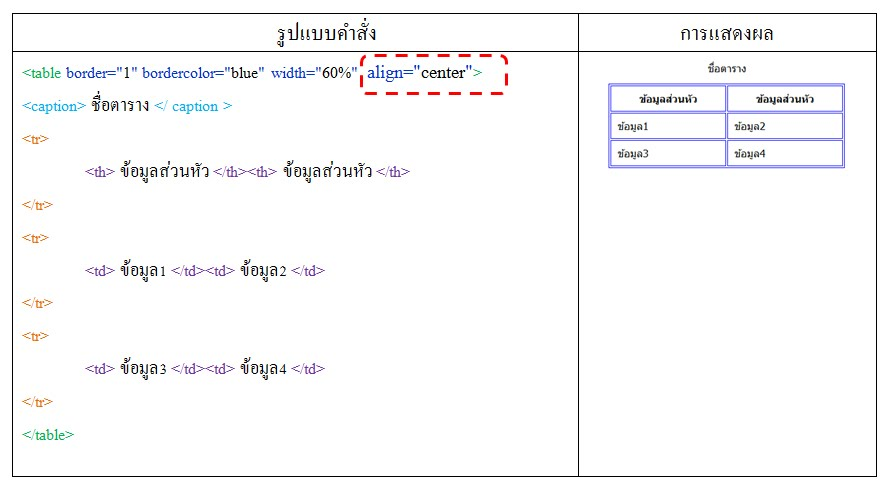 รูปแบบคำสั่ง
<table border="1" bordercolor="blue" width="60%" align="center">
<caption> ชื่อตาราง </ caption >
<tr>
<th> ข้อมูลส่วนหัว </th><th> ข้อมูลส่วนหัว </th>
</tr>
<tr>
<td> ข้อมูล1 </td><td> ข้อมูล2 </td>
</tr>
<tr>
<td> ข้อมูล3 </td><td> ข้อมูล4 </td>
</tr>
</table>
การแสดงผล
ชื่อตาราง
ข้อมูลส่วนหัว ข้อมูลส่วนหัว
ข้อมูล1 ข้อมูล2
ข้อมูล3 ข้อมูล4